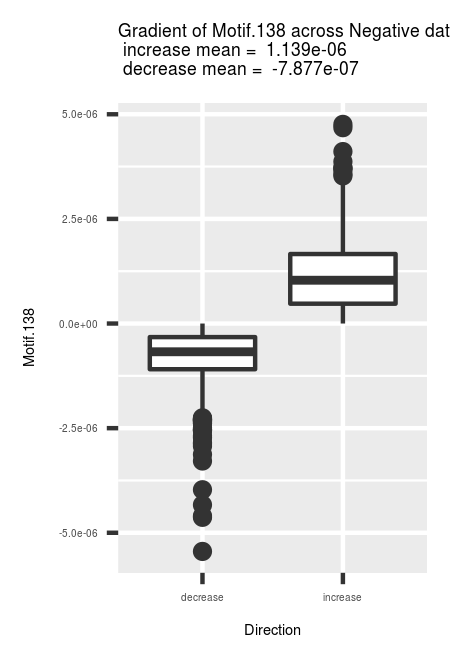 Gradient of Motif.138 across Negative dat
increase mean =  1.139e-06
decrease mean =  -7.877e-07
5.0e-06
2.5e-06
0.0e+00
-2.5e-06
-5.0e-06
Motif.138
decrease
increase
Direction